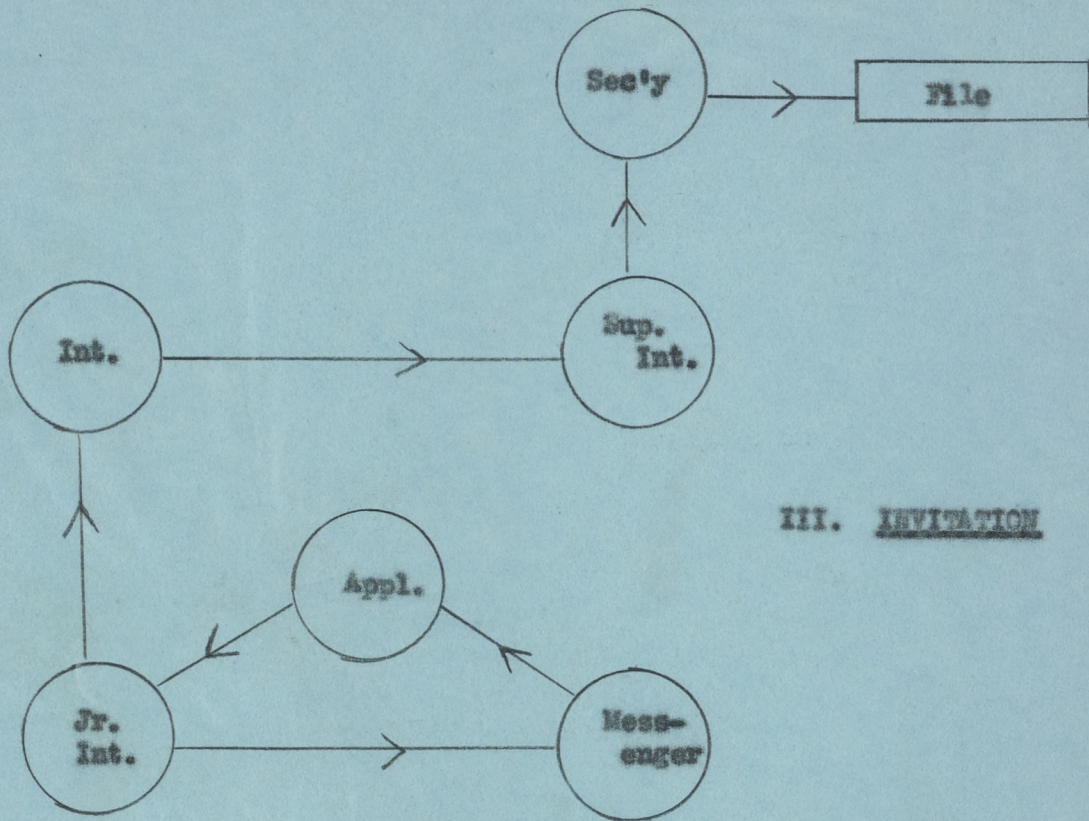 Sec'y
File
Int.
Sup.
Int.
III. INVITATION
Appl.
Jr.
Int.
Mess-
enger